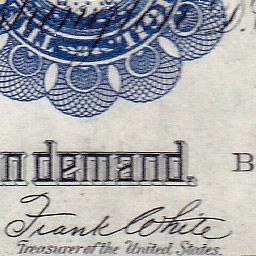 n demand. B
Frank White
Treasurer of the United States.